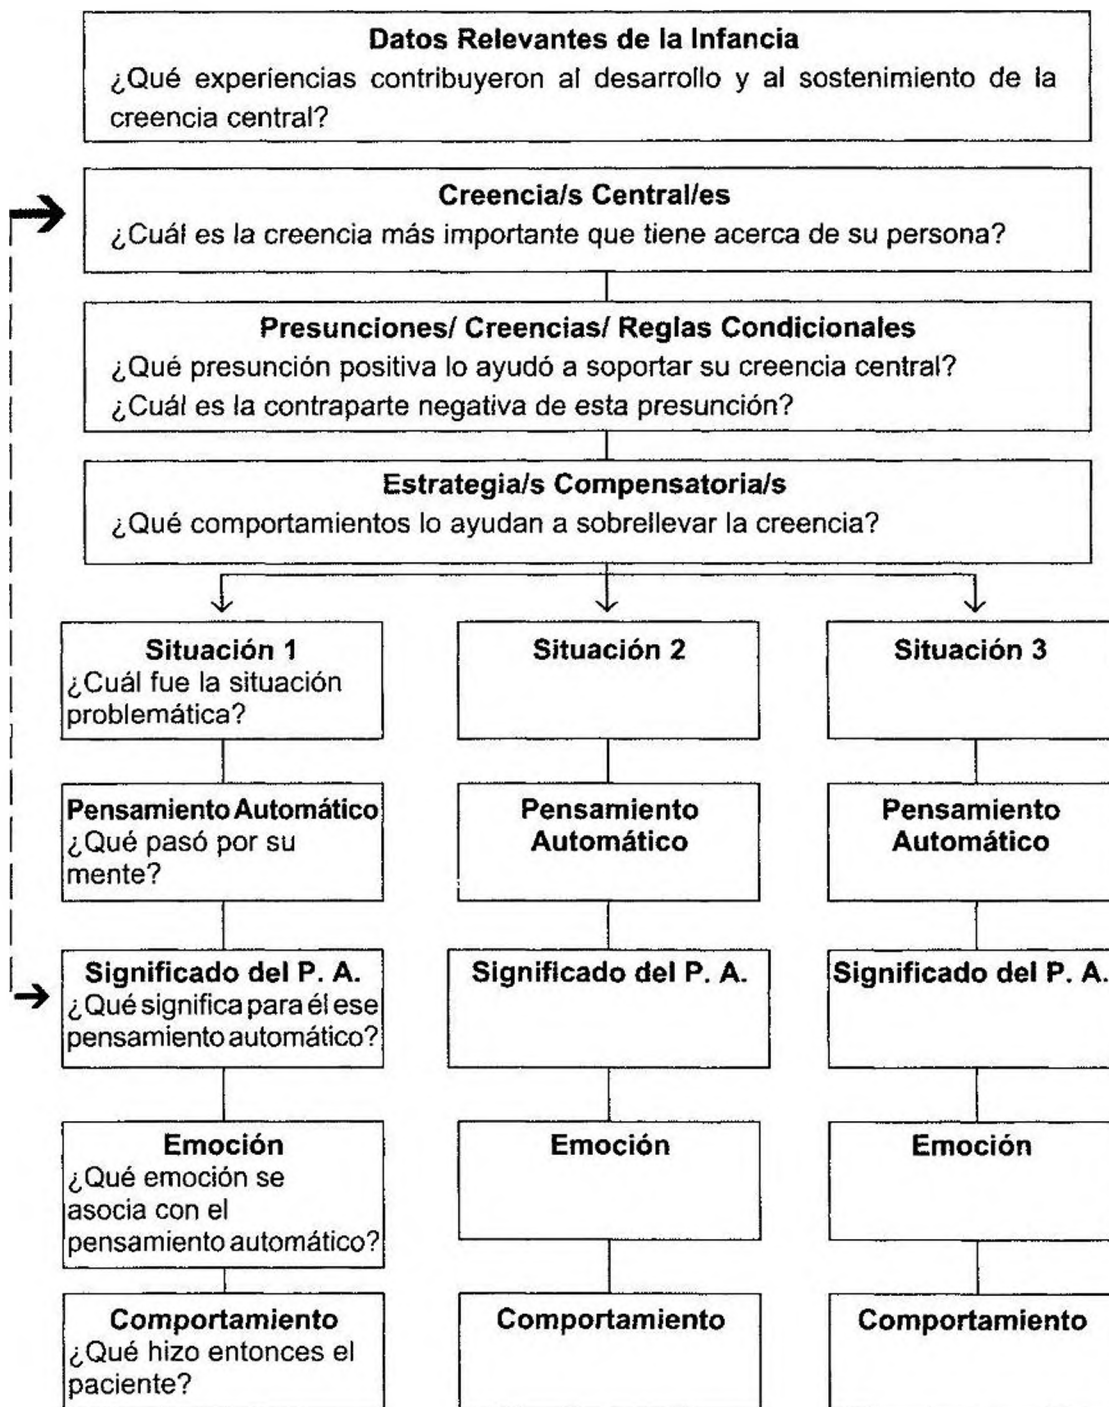 Datos Relevantes de la Infancia
¿Qué experiencias contribuyeron al desarrollo y al sostenimiento de la
creencia central?
Creencia/s Central/es
¿Cuál es la creencia más importante que tiene acerca de su persona?
Presunciones/ Creencias/ Reglas Condicionales
¿Qué presunción positiva lo ayudó a soportar su creencia central?
¿Cuál es la contraparte negativa de esta presunción?
Estrategia/s Compensatoria/s
¿Qué comportamientos lo ayudan a sobrellevar la creencia?
Situación 1
¿Cuál fue la situación
problemática?
Situación 2
Situación 3
Pensamiento Automático
¿Qué pasó por su
mente?
Pensamiento
Automático
Pensamiento
Automático
Significado del P. A.
¿Qué significa para él ese
pensamiento automático?
Significado del P. A.
Significado del P. A.
Emoción
¿Qué emoción se
asocia con el
pensamiento automático?
Emoción
Emoción
Comportamiento
¿Qué hizo entonces el
paciente?
Comportamiento
Comportamiento